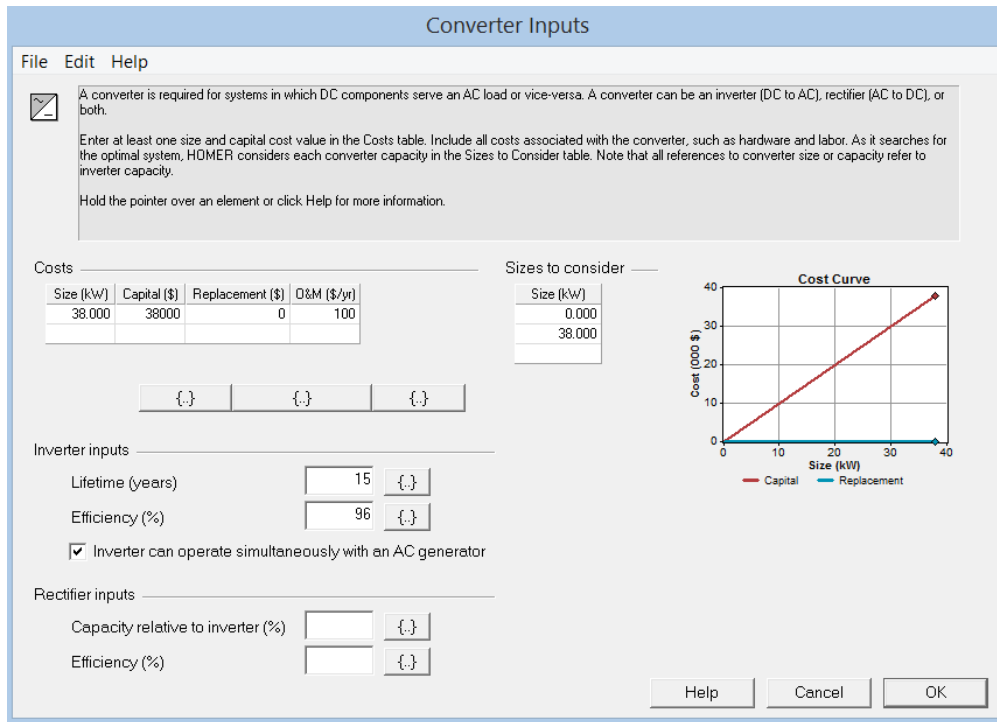 Converter Inputs
File Edit Help
A converter is required for systems in which DC components serve an AC load or vice-versa. A converter can be an inverter (DC to AC), rectifier (AC to DC), or
both.
Enter at least one size and capital cost value in the Costs table. Include all costs associated with the converter, such as hardware and labor. As it searches for
the optimal system, HOMER considers each converter capacity in the Sizes to Consider table. Note that all references to converter size or capacity refer to
inverter capacity.
Hold the pointer over an element or click Help for more information.
Costs
Size (kW) Capital ($) Replacement ($) O&M ($/yr)
38.000 38000 0 100
{..} {..} {..}
Sizes to consider
Size (kW)
0.000
38.000
Cost Curve
Cost (000 $)
40
30
20
10
0
0 10 20 30 40
Size (kW)
Capital Replacement
Inverter inputs
Lifetime (years) 15 {..}
Efficiency (%) 96 {..}
Inverter can operate simultaneously with an AC generator
Rectifier inputs
Capacity relative to inverter (%) {..}
Efficiency (%) {..}
Help Cancel OK